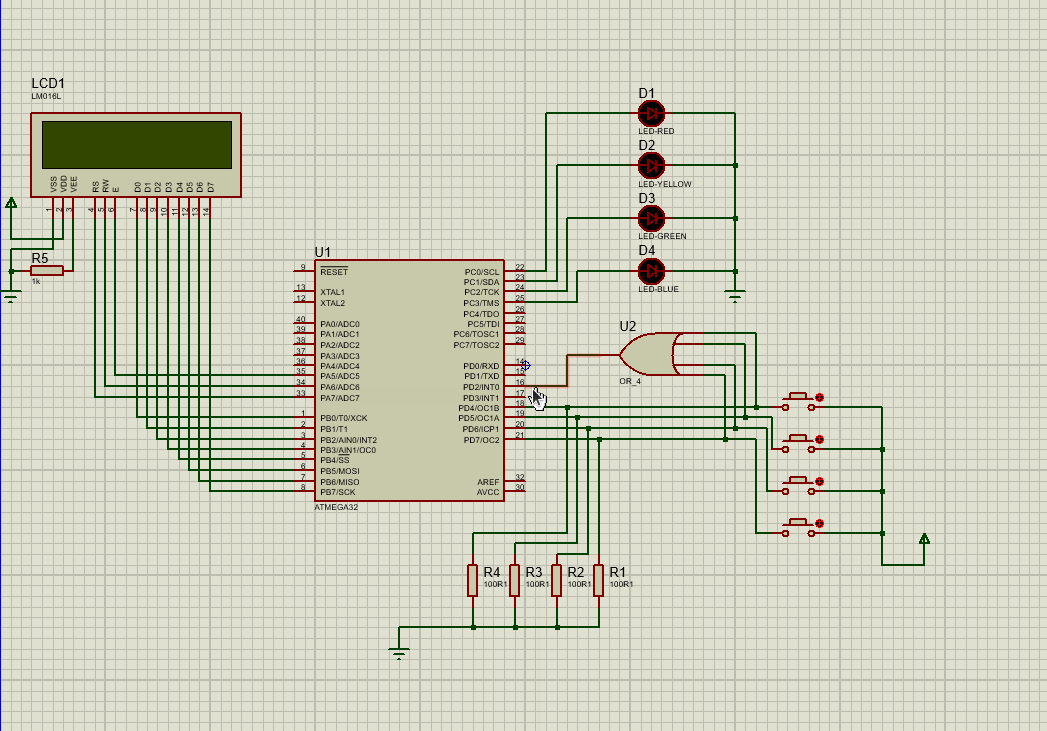 LCD1
LM016L
VSS
VDD
VEE
RS
RW
E
D0
D1
D2
D3
D4
D5
D6
D7
1
2
3
4
5
6
7
8
9
10
11
12
13
14
R5
1k
D1
LED-RED
D2
LED-YELLOW
D3
LED-GREEN
D4
LED-BLUE
U1
9 RESET PC0/SCL 22
PC1/SDA 23
13 XTAL1 PC2/TCK 24
12 XTAL2 PC3/TMS 25
PC4/TDO 26
40 PA0/ADC0 PC5/TDI 27
39 PA1/ADC1 PC6/TOSC1 28
38 PA2/ADC2 PC7/TOSC2 29
37 PA3/ADC3
36 PA4/ADC4 PD0/RXD 14
35 PA5/ADC5 PD1/TXD 15
34 PA6/ADC6 PD2/INT0 16
33 PA7/ADC7 PD3/INT1 17
PD4/OC1B 18
1 PB0/T0/XCK PD5/OC1A 19
2 PB1/T1 PD6/ICP1 20
3 PB2/AIN0/INT2 PD7/OC2 21
4 PB3/AIN1/OC0
5 PB4/SS
6 PB5/MOSI
7 PB6/MISO AREF 32
8 PB7/SCK AVCC 30
ATMEGA32
U2
OR_4
R4
100R1
R3
100R1
R2
100R1
R1
100R1